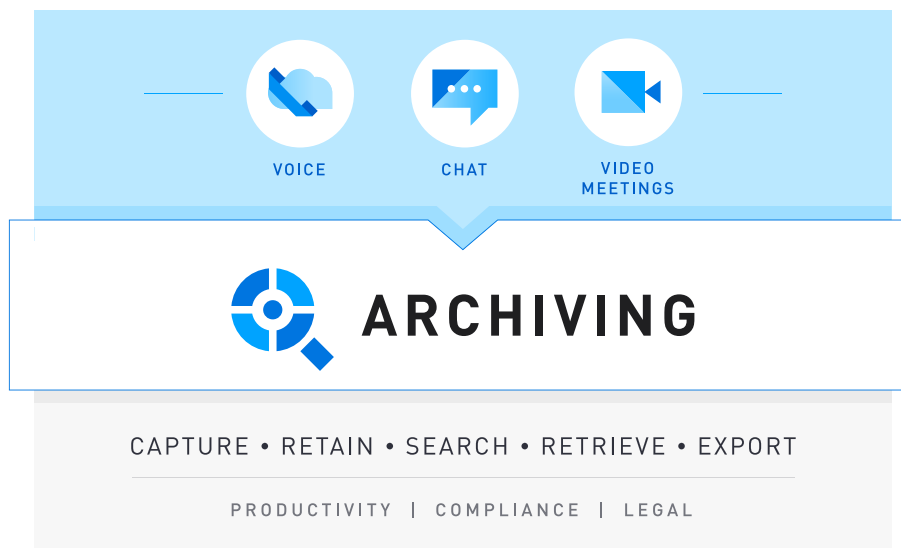 VOICE
CHAT
VIDEO
MEETINGS
ARCHIVING
CAPTURE • RETAIN • SEARCH • RETRIEVE • EXPORT
PRODUCTIVITY | COMPLIANCE | LEGAL